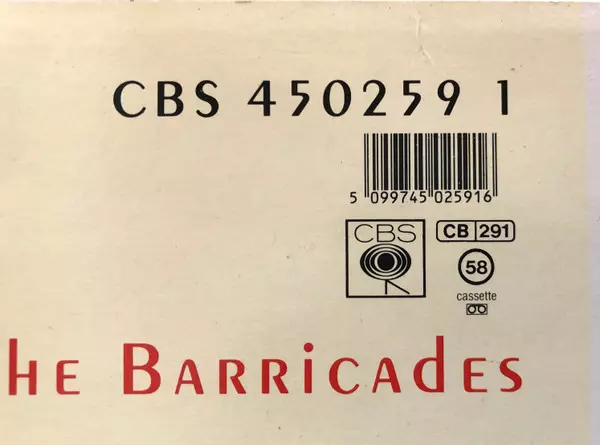 CBS 450259 1
5 099745 025916
CBS
CB 291
58
cassette
he Barricades